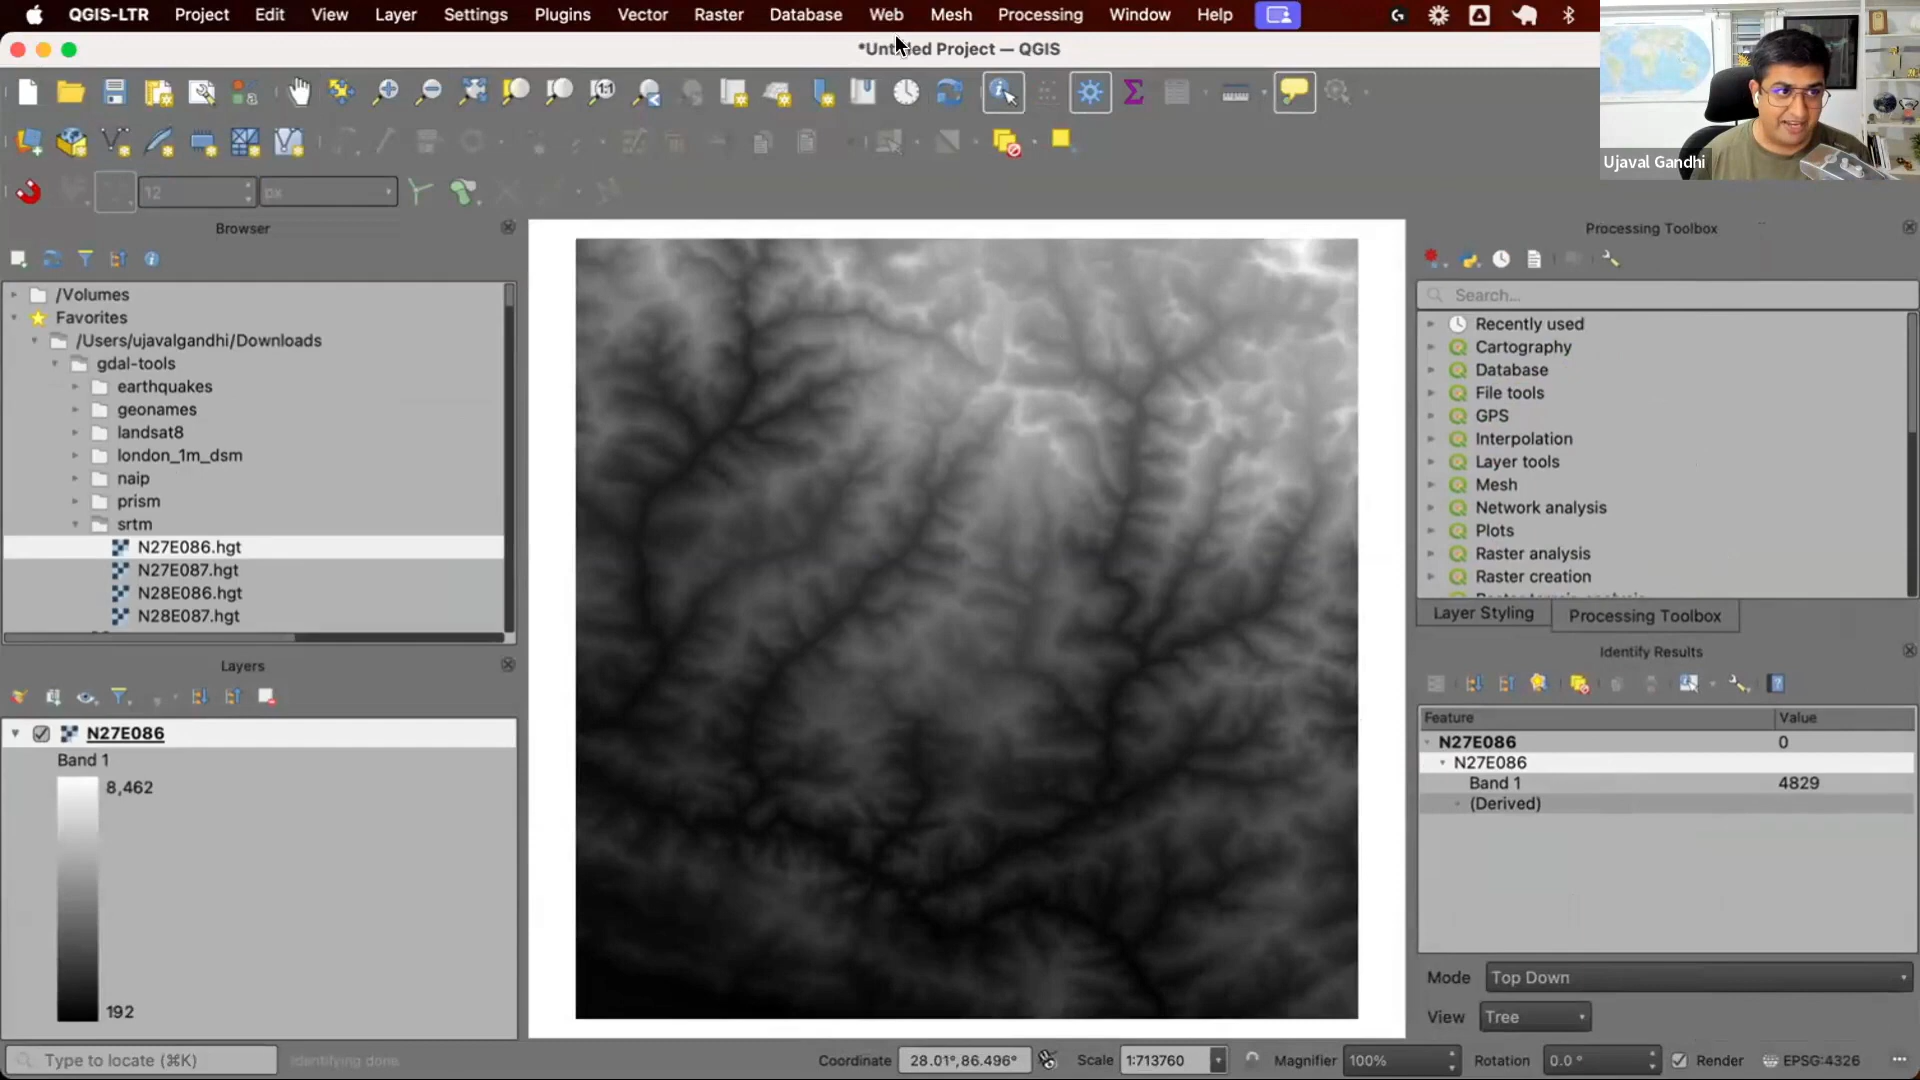 QGIS-LTR Project Edit View Layer Settings Plugins Vector Raster Database Web Mesh Processing Window Help
*Untitled Project — QGIS
Ujaval Gandhi
12 px
Browser
/Volumes
Favorites
/Users/ujavalgandhi/Downloads
gdal-tools
earthquakes
geonames
landsat8
london_1m_dsm
naip
prism
srtm
N27E086.hgt
N27E087.hgt
N28E086.hgt
N28E087.hgt
Layers
N27E086
Band 1
8,462
192
Processing Toolbox
Search...
Recently used
Cartography
Database
File tools
GPS
Interpolation
Layer tools
Mesh
Network analysis
Plots
Raster analysis
Raster creation
Layer Styling Processing Toolbox
Identify Results
Feature Value
N27E086 0
N27E086
Band 1 4829
(Derived)
Mode Top Down
View Tree
Type to locate (⌘K) Identifying done. Coordinate 28.01°,86.496° Scale 1:713760 Magnifier 100% Rotation 0.0 ° Render EPSG:4326